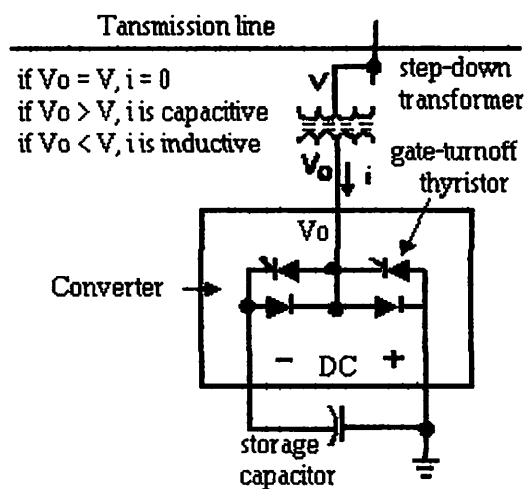 Tansmission line
if Vo = V, i = 0
if Vo > V, i is capacitive
if Vo < V, i is inductive
V
step-down
transformer
Vo
i
gate-turnoff
thyristor
Vo
Converter
- DC +
storage
capacitor